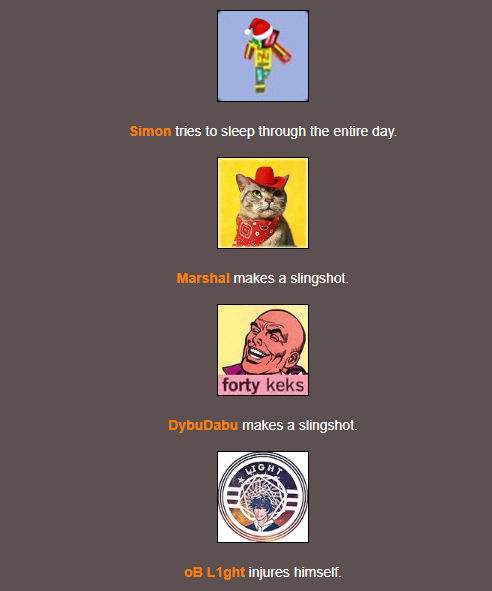 Simon tries to sleep through the entire day.
Marshal makes a slingshot.
forty keks
DybuDabu makes a slingshot.
LIGHT
oB L1ght injures himself.